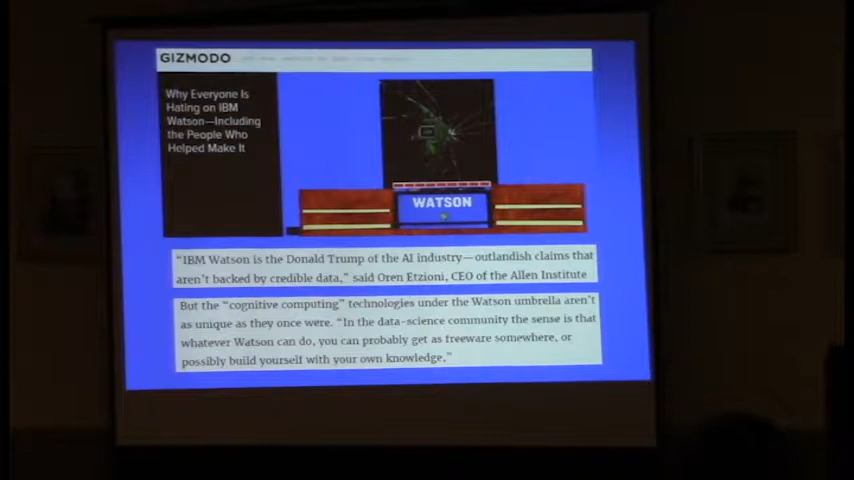 GIZMODO
Why Everyone Is
Hating on IBM
Watson—Including
the People Who
Helped Make It
WATSON
"IBM Watson is the Donald Trump of the AI industry—outlandish claims that
aren't backed by credible data," said Oren Etzioni, CEO of the Allen Institute
But the "cognitive computing" technologies under the Watson umbrella aren't
as unique as they once were. "In the data-science community the sense is that
whatever Watson can do, you can probably get as freeware somewhere, or
possibly build yourself with your own knowledge."